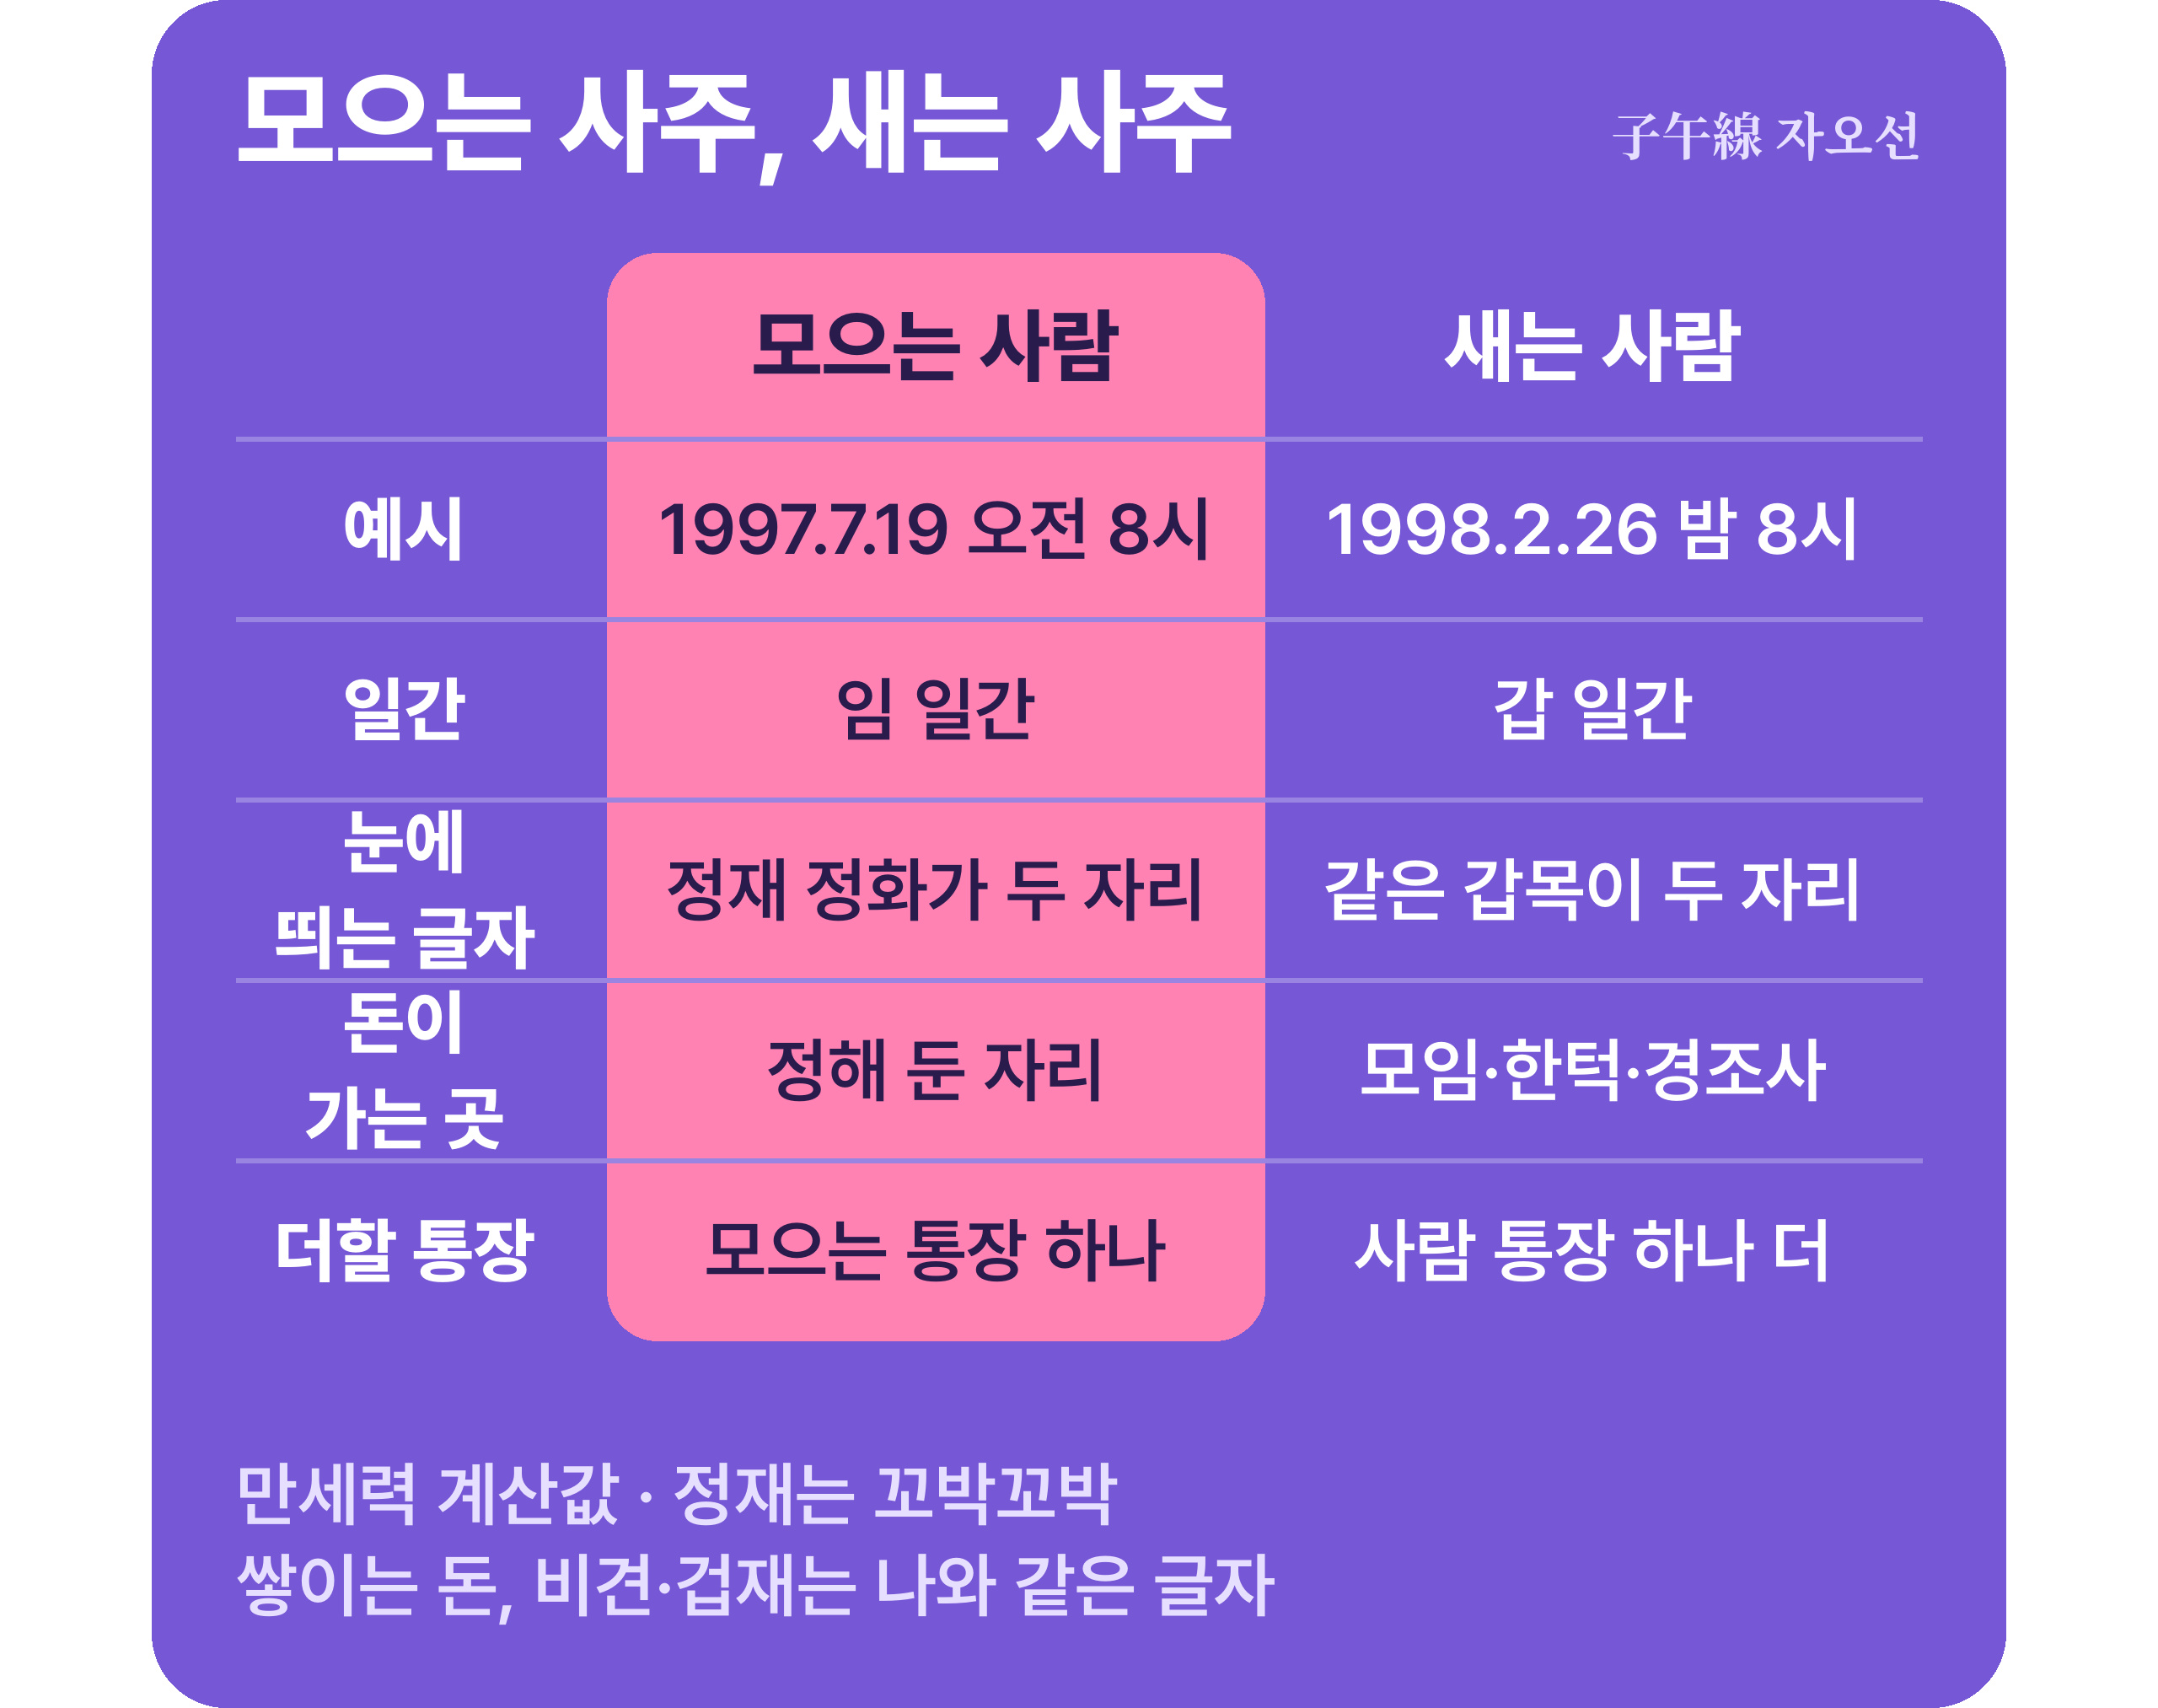 모으는 사주, 새는 사주
子午線 자오선
모으는 사람 새는 사람
예시 1997.7.19 오전 8시 1998.2.26 밤 8시
일간 임 일간 갑 일간
눈에
띄는 글자 정재 정화가 두 자리 같은 갑목이 두 자리
돈이
가는 곳 정해 둔 자리 모임·한턱·경조사
더할 통장 모으는 통장 하나 사람 통장 하나 더
만세력 계산값 · 정재는 꼬박꼬박
쌓이는 돈, 비견·겁재는 나와 같은 글자